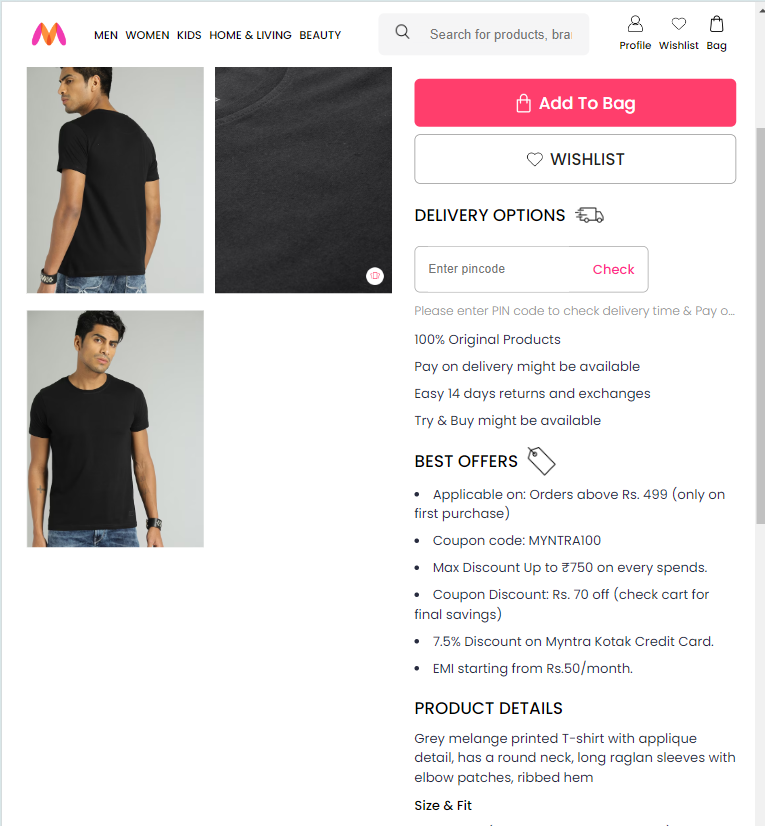 MEN WOMEN KIDS HOME & LIVING BEAUTY
Search for products, bra
Profile Wishlist Bag
Add To Bag
WISHLIST
DELIVERY OPTIONS
Enter pincode
Check
Please enter PIN code to check delivery time & Pay o...
100% Original Products
Pay on delivery might be available
Easy 14 days returns and exchanges
Try & Buy might be available
BEST OFFERS
• Applicable on: Orders above Rs. 499 (only on
first purchase)
• Coupon code: MYNTRA100
• Max Discount Up to ₹750 on every spends.
• Coupon Discount: Rs. 70 off (check cart for
final savings)
• 7.5% Discount on Myntra Kotak Credit Card.
• EMI starting from Rs.50/month.
PRODUCT DETAILS
Grey melange printed T-shirt with applique
detail, has a round neck, long raglan sleeves with
elbow patches, ribbed hem
Size & Fit